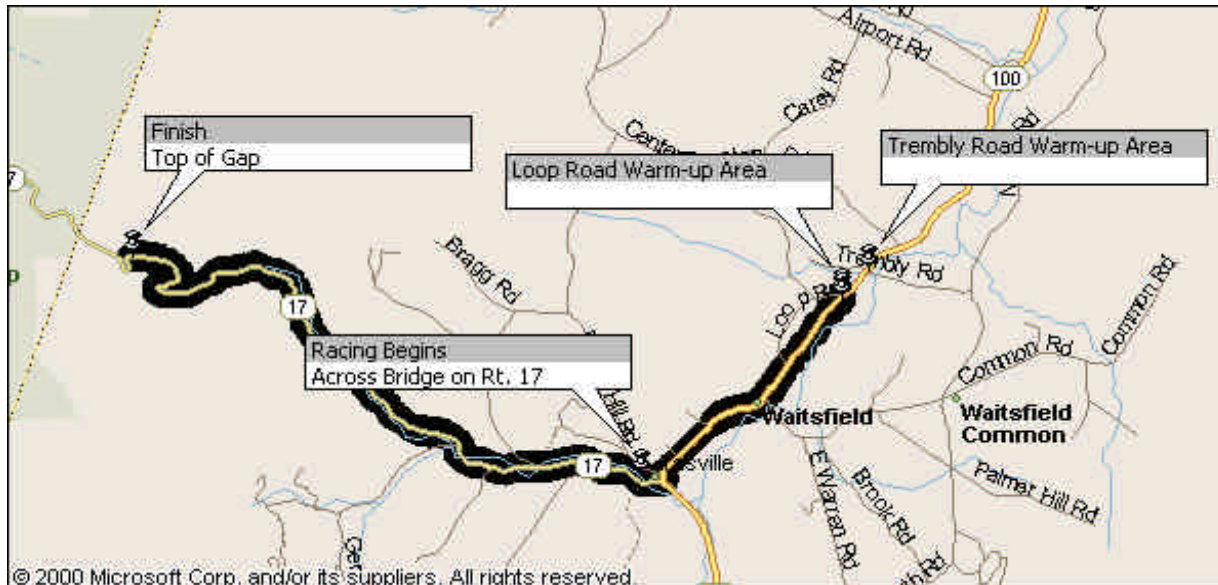 Airport Rd
100
Carey Rd
Finish
Top of Gap
Trembly Road Warm-up Area
Loop Road Warm-up Area
Trembly Rd
Bragg Rd
17
Loop Rd
Racing Begins
Across Bridge on Rt. 17
Common Rd
Common Rd
Waitsfield
Waitsfield
Common
Hill Rd
17
sville
E Warren Rd
Brook Rd
Palmer Hill Rd
© 2000 Microsoft Corp. and/or its suppliers. All rights reserved.